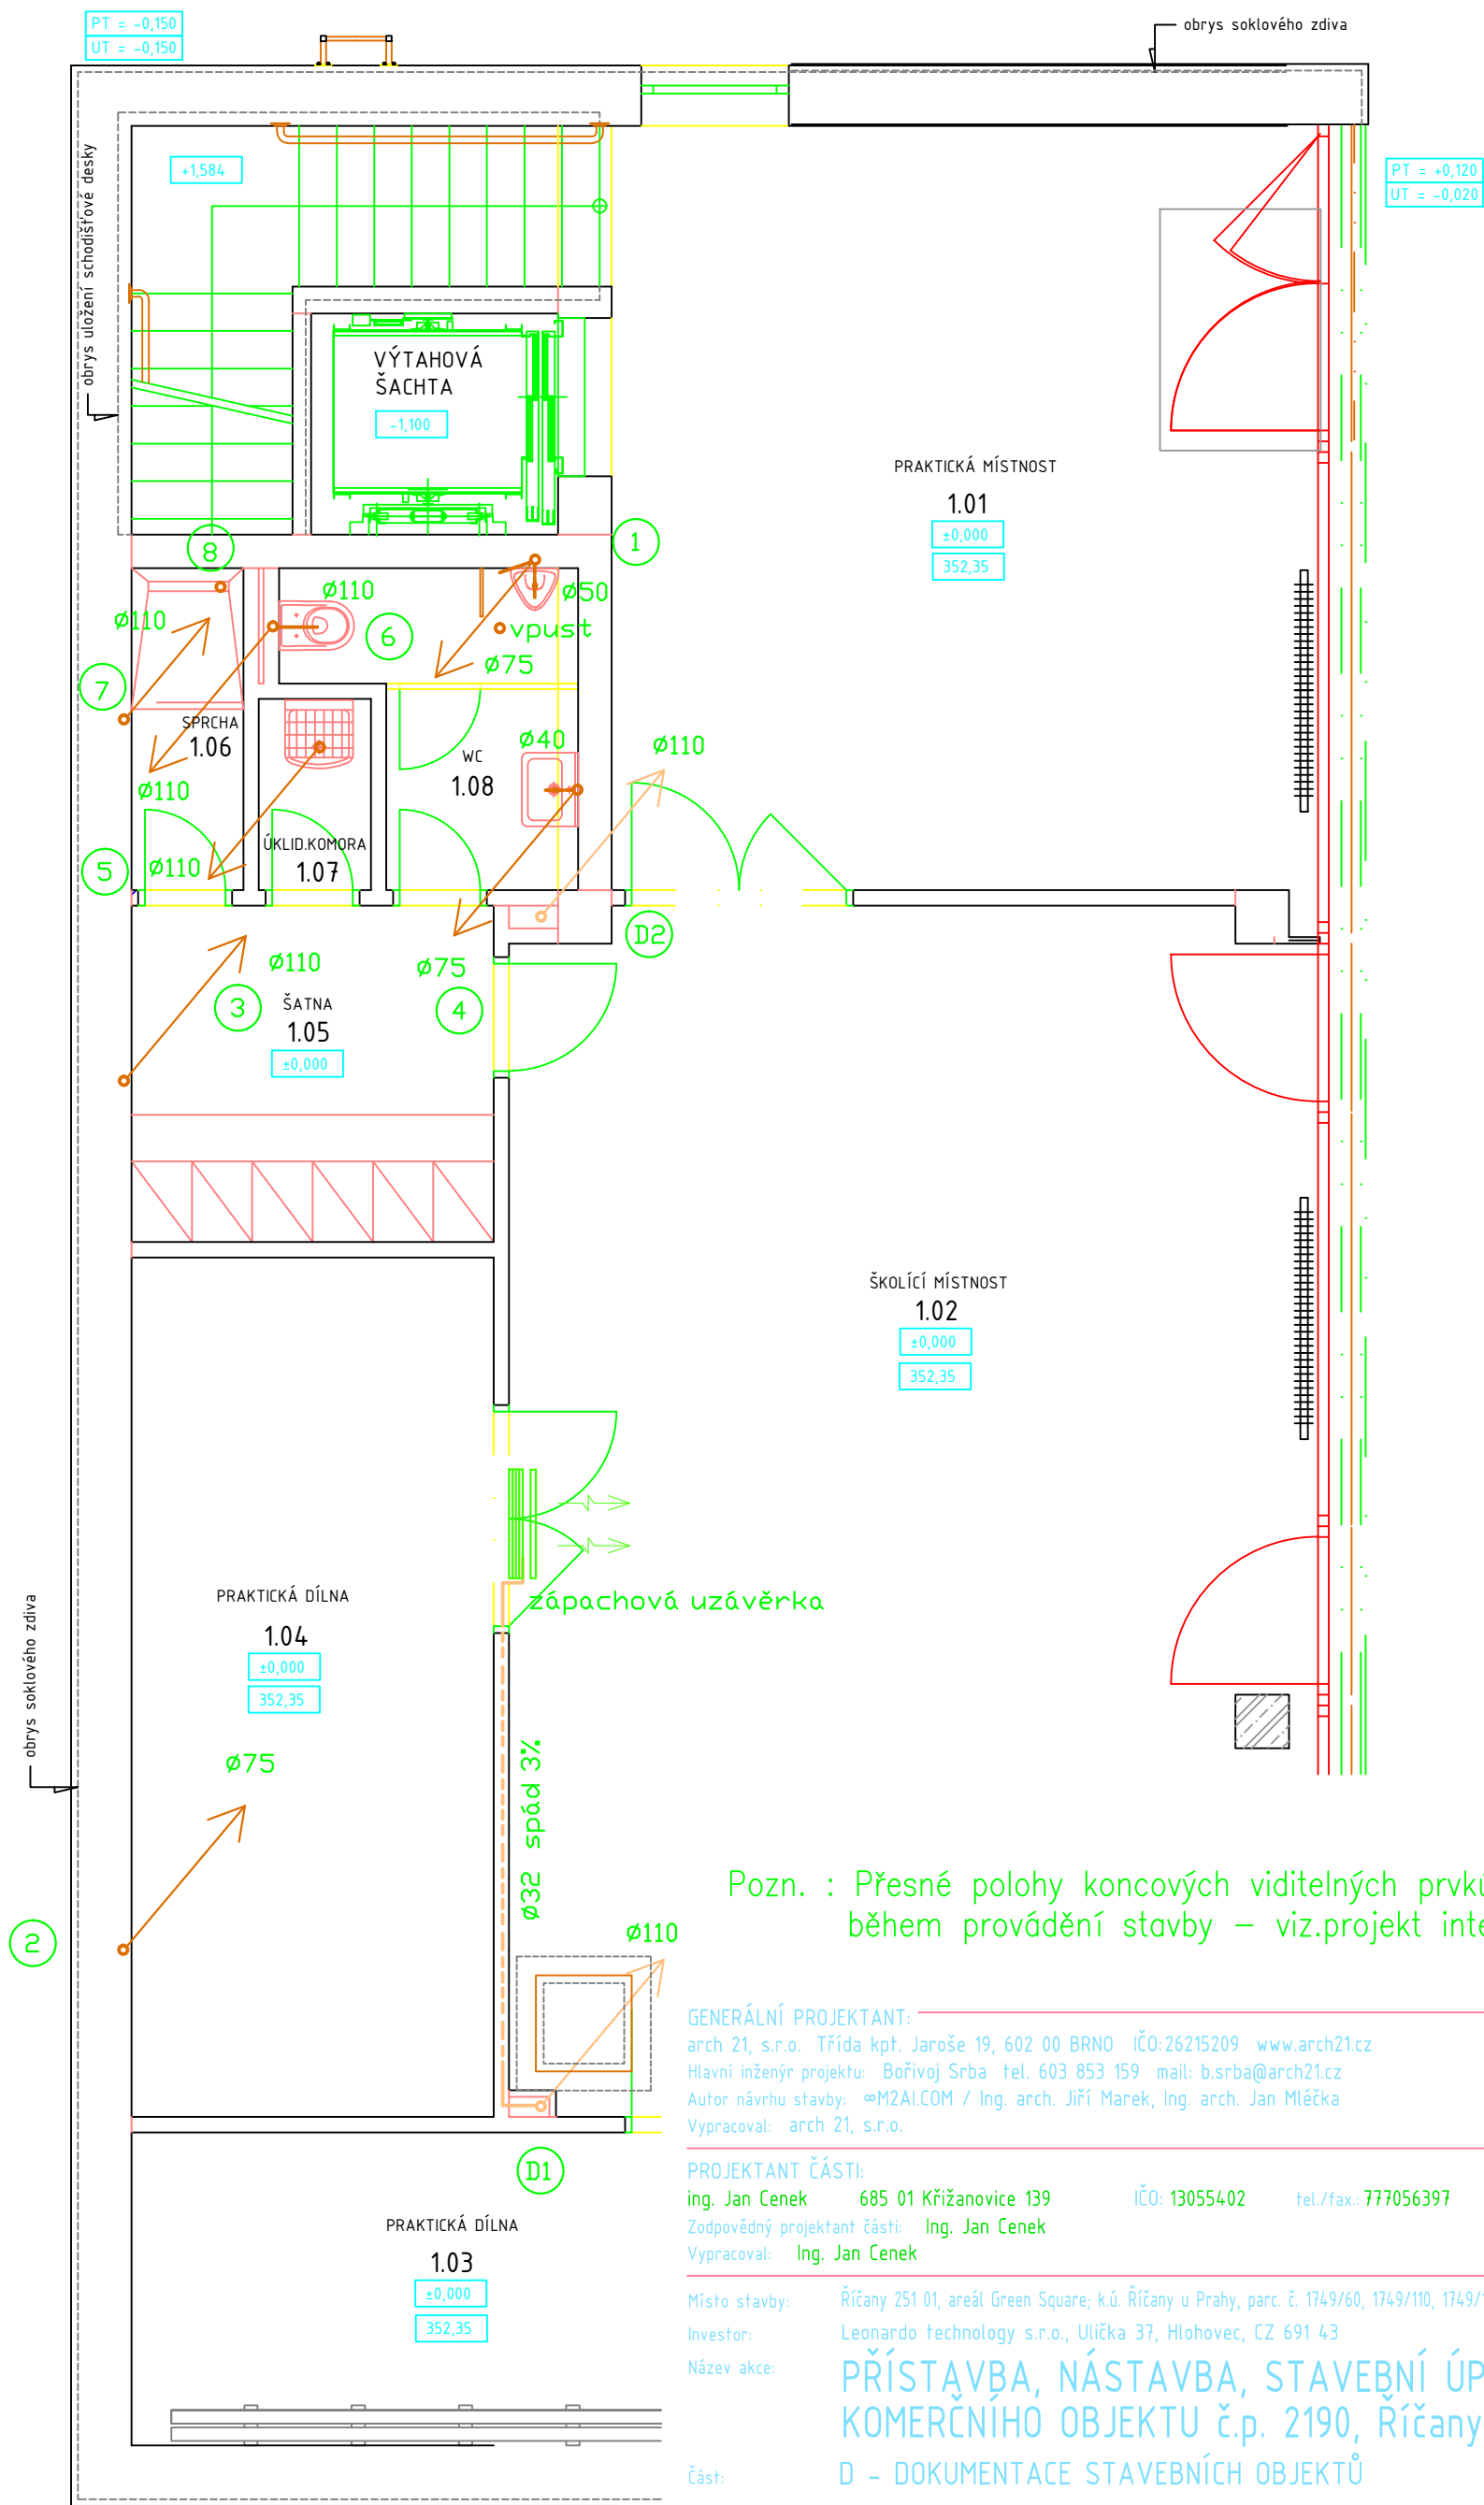 PT = -0,150
UT = -0,150
obrys soklového zdiva
PT = +0,120
UT = -0,020
+1,584
obrys uložení schodišťové desky
VÝTAHOVÁ
ŠACHTA
-1,100
PRAKTICKÁ MÍSTNOST
1.01
±0,000
352,35
8
1
ø110
ø50
ø110
6
vpust
ø75
7
SPRCHA
1.06
ø40
ø110
WC
1.08
ø110
ÚKLID.KOMORA
1.07
ø110
5
D2
ø110
ø75
3
4
ŠATNA
1.05
±0,000
ŠKOLÍCÍ MÍSTNOST
1.02
±0,000
352,35
zápachová uzávěrka
PRAKTICKÁ DÍLNA
1.04
±0,000
352,35
obrys soklového zdiva
ø75
ø32 spád 3%
2
ø110
Pozn. : Přesné polohy koncových viditelných
během provádění stavby – viz.projekt
GENERÁLNÍ PROJEKTANT:
arch 21, s.r.o. Třída kpt. Jaroše 19, 602 00 BRNO IČO:26215209 www.arch21.cz
Hlavní inženýr projektu: Bořivoj Srba tel. 603 853 159 mail: b.srba@arch21.cz
Autor návrhu stavby: ∞M2AI.COM / Ing. arch. Jiří Marek, Ing. arch. Jan Mléčka
Vypracoval: arch 21, s.r.o.
D1
PROJEKTANT ČÁSTI:
ing. Jan Cenek 685 01 Křižanovice 139 IČO: 13055402 tel./fax.: 777056397
Zodpovědný projektant části: Ing. Jan Cenek
Vypracoval: Ing. Jan Cenek
PRAKTICKÁ DÍLNA
1.03
±0,000
352,35
Místo stavby: Říčany 251 01, areál Green Square; k.ú. Říčany u Prahy, parc. č. 1749/60, 1749/110,
Investor: Leonardo technology s.r.o., Ulička 37, Hlohovec, CZ 691 43
Název akce: PŘÍSTAVBA, NÁSTAVBA, STAVEBNÍ
KOMERČNÍHO OBJEKTU č.p. 2190, Říčany
Část: D - DOKUMENTACE STAVEBNÍCH OBJEKTŮ